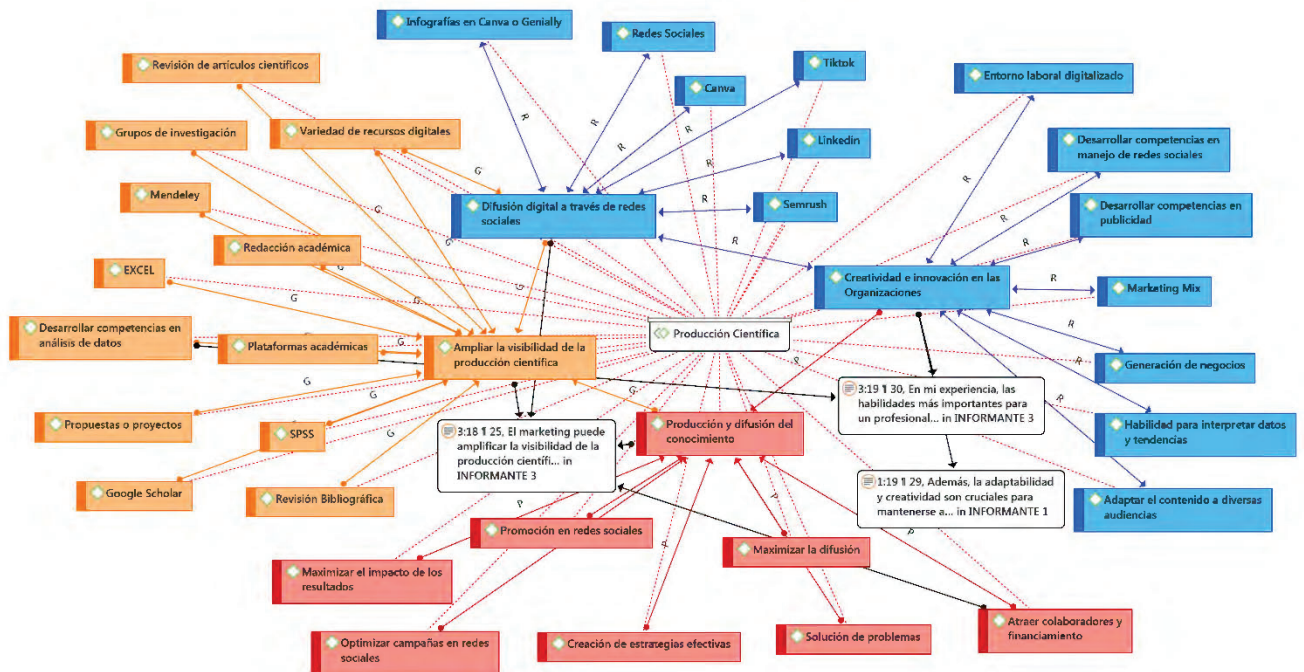 Infografías en Canva o Genially
Redes Sociales
Tiktok
Canva
Linkedin
Semrush
Difusión digital a través de redes
sociales
Entorno laboral digitalizado
Desarrollar competencias en
manejo de redes sociales
Desarrollar competencias en
publicidad
Creatividad e innovación en las
Organizaciones
Marketing Mix
Generación de negocios
Habilidad para interpretar datos
y tendencias
Adaptar el contenido a diversas
audiencias
Revisión de artículos científicos
Grupos de investigación
Variedad de recursos digitales
Mendeley
Redacción académica
EXCEL
Desarrollar competencias en
análisis de datos
Plataformas académicas
Ampliar la visibilidad de la
producción científica
Propuestas o proyectos
SPSS
Google Scholar
Revisión Bibliográfica
Producción Científica
3:18 ¶ 25, El marketing puede
amplificar la visibilidad de la
producción científi... in
INFORMANTE 3
3:19 ¶ 30, En mi experiencia, las
habilidades más importantes para
un profesional... in INFORMANTE 3
1:19 ¶ 29, Además, la adaptabilidad
y creatividad son cruciales para
mantenerse a... in INFORMANTE 1
Producción y difusión del
conocimiento
Promoción en redes sociales
Maximizar la difusión
Maximizar el impacto de los
resultados
Optimizar campañas en redes
sociales
Creación de estrategias efectivas
Solución de problemas
Atraer colaboradores y
financiamiento
R
R
R
R
R
R
R
R
R
R
R
R
R
G
G
G
G
G
G
G
G
G
P
P
P
P